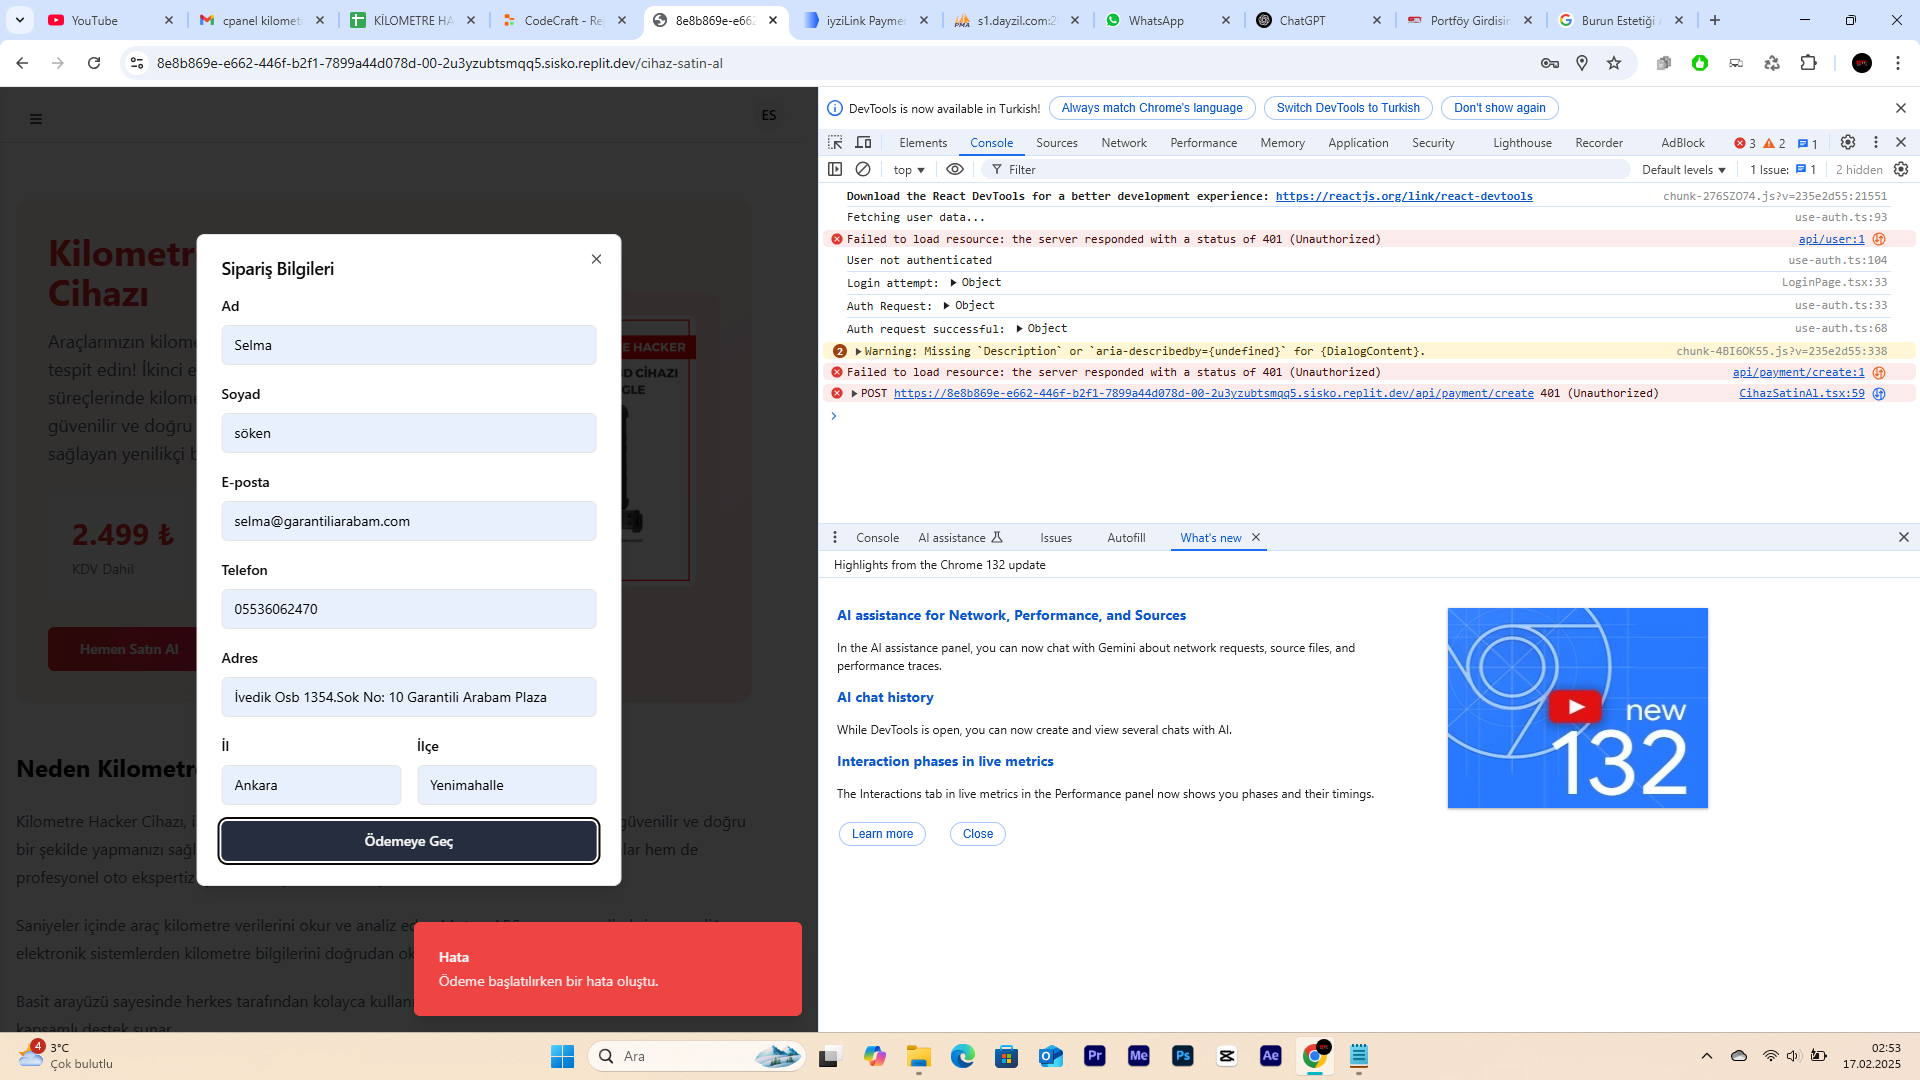 YouTube
cpanel kilomet
KİLOMETRE HA
CodeCraft - Re
8e8b869e-e662
iyziLink Payme
s1.dayzil.com:2
WhatsApp
ChatGPT
Portföy Girdisi
Burun Estetiği
8e8b869e-e662-446f-b2f1-7899a44d078d-00-2u3yzubtsmqq5.sisko.replit.dev/cihaz-satin-al
ES
Kilometre
Cihazı
Araçlarınızın kilome
tespit edin! İkinci e
süreçlerinde kilome
güvenilir ve doğru
sağlayan yenilikçi b
2.499 ₺
KDV Dahil
Hemen Satın Al
E HACKER
D CİHAZI
GLE
Neden Kilometre
Kilometre Hacker Cihazı, i
güvenilir ve doğru
bir şekilde yapmanızı sağl
lar hem de
profesyonel oto ekspertiz
Saniyeler içinde araç kilometre verilerini okur ve analiz ed
elektronik sistemlerden kilometre bilgilerini doğrudan ok
Basit arayüzü sayesinde herkes tarafından kolayca kullanı
kapsamlı destek sunar
Sipariş Bilgileri
Ad
Selma
Soyad
söken
E-posta
selma@garantiliarabam.com
Telefon
05536062470
Adres
İvedik Osb 1354.Sok No: 10 Garantili Arabam Plaza
İl
İlçe
Ankara
Yenimahalle
Ödemeye Geç
Hata
Ödeme başlatılırken bir hata oluştu.
DevTools is now available in Turkish!
Always match Chrome's language
Switch DevTools to Turkish
Don't show again
Elements
Console
Sources
Network
Performance
Memory
Application
Security
Lighthouse
Recorder
AdBlock
3
2
1
top
Filter
Default levels
1 Issue: 1
2 hidden
Download the React DevTools for a better development experience: https://reactjs.org/link/react-devtools
chunk-276SZO74.js?v=235e2d55:21551
Fetching user data...
use-auth.ts:93
Failed to load resource: the server responded with a status of 401 (Unauthorized)
api/user:1
User not authenticated
use-auth.ts:104
Login attempt: Object
LoginPage.tsx:33
Auth Request: Object
use-auth.ts:33
Auth request successful: Object
use-auth.ts:68
2 Warning: Missing `Description` or `aria-describedby={undefined}` for {DialogContent}.
chunk-4BI6OK55.js?v=235e2d55:338
Failed to load resource: the server responded with a status of 401 (Unauthorized)
api/payment/create:1
POST https://8e8b869e-e662-446f-b2f1-7899a44d078d-00-2u3yzubtsmqq5.sisko.replit.dev/api/payment/create 401 (Unauthorized)
CihazSatinAl.tsx:59
Console
AI assistance
Issues
Autofill
What's new
Highlights from the Chrome 132 update
AI assistance for Network, Performance, and Sources
In the AI assistance panel, you can now chat with Gemini about network requests, source files, and
performance traces.
AI chat history
While DevTools is open, you can now create and view several chats with AI.
Interaction phases in live metrics
The Interactions tab in live metrics in the Performance panel now shows you phases and their timings.
Learn more
Close
new
132
4
3°C
Çok bulutlu
Ara
Pr
Me
Ps
Ae
02:53
17.02.2025